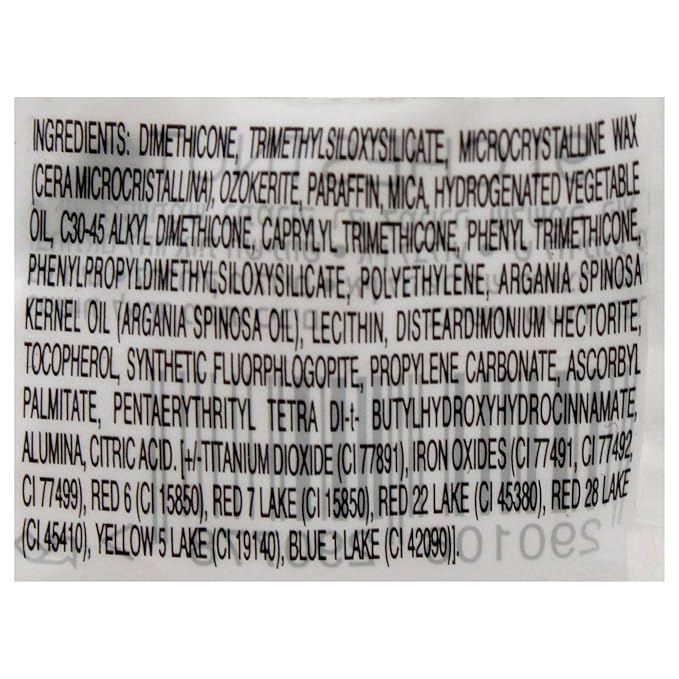 INGREDIENTS: DIMETHICONE, TRIMETHYLSILOXYSILICATE, MICROCRYSTALLINE WAX
(CERA MICROCRISTALLINA), OZOKERITE, PARAFFIN, MICA, HYDROGENATED VEGETABLE
OIL, C30-45 ALKYL DIMETHICONE, CAPRYLYL TRIMETHICONE, PHENYL TRIMETHICONE,
PHENYLPROPYLDIMETHYLSILOXYSILICATE, POLYETHYLENE, ARGANIA SPINOSA
KERNEL OIL (ARGANIA SPINOSA OIL), LECITHIN, DISTEARDIMONIUM HECTORITE,
TOCOPHEROL, SYNTHETIC FLUORPHLOGOPITE, PROPYLENE CARBONATE, ASCORBYL
PALMITATE, PENTAERYTHRITYL TETRA DI-t- BUTYLHYDROXYHYDROCINNAMATE,
ALUMINA, CITRIC ACID. [+/-TITANIUM DIOXIDE (CI 77891), IRON OXIDES (CI 77491, CI 77492,
CI 77499), RED 6 (CI 15850), RED 7 LAKE (CI 15850), RED 22 LAKE (CI 45380), RED 28 LAKE
(CI 45410), YELLOW 5 LAKE (CI 19140), BLUE 1 LAKE (CI 42090)].